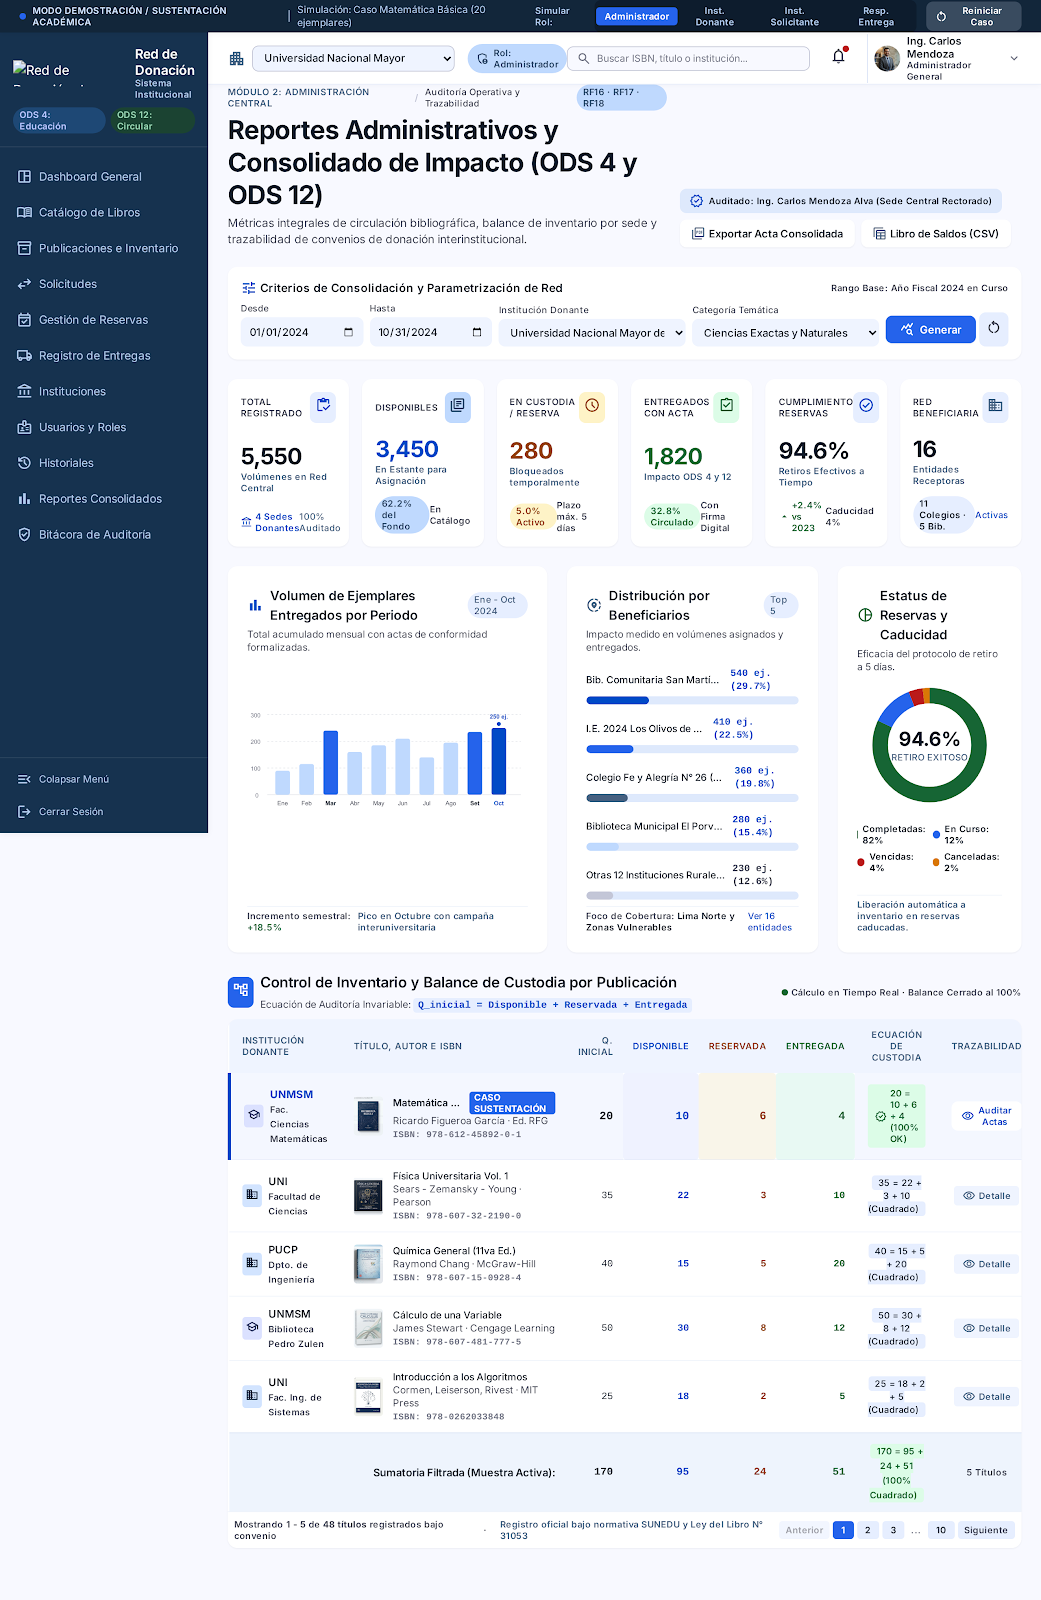 MODO DEMOSTRACIÓN / SUSTENTACIÓN
ACADÉMICA
Simulación: Caso Matemática Básica (20
ejemplares)
Simular
Rol:
Administrador
Inst.
Donante
Inst.
Solicitante
Resp.
Entrega
Reiniciar
Caso
Red de
Red de
Donación
Sistema
Institucional
ODS 4:
Educación
ODS 12:
Circular
Dashboard General
Catálogo de Libros
Publicaciones e Inventario
Solicitudes
Gestión de Reservas
Registro de Entregas
Instituciones
Usuarios y Roles
Historiales
Reportes Consolidados
Bitácora de Auditoría
Colapsar Menú
Cerrar Sesión
Universidad Nacional Mayor
Rol:
Administrador
Buscar ISBN, título o institución...
Ing. Carlos
Mendoza
Administrador
General
MÓDULO 2: ADMINISTRACIÓN
CENTRAL
/
Auditoría Operativa y
Trazabilidad
RF16 · RF17 ·
RF18
Reportes Administrativos y
Consolidado de Impacto (ODS 4 y
ODS 12)
Métricas integrales de circulación bibliográfica, balance de inventario por sede y
trazabilidad de convenios de donación interinstitucional.
Auditado: Ing. Carlos Mendoza Alva (Sede Central Rectorado)
Exportar Acta Consolidada
Libro de Saldos (CSV)
Criterios de Consolidación y Parametrización de Red
Rango Base: Año Fiscal 2024 en Curso
Desde
01/01/2024
Hasta
10/31/2024
Institución Donante
Universidad Nacional Mayor de
Categoría Temática
Ciencias Exactas y Naturales
Generar
TOTAL
REGISTRADO
5,550
Volúmenes en Red
Central
4 Sedes
Donantes
100%
Auditado
DISPONIBLES
3,450
En Estante para
Asignación
62.2%
del
Fondo
En
Catálogo
EN CUSTODIA
/ RESERVA
280
Bloqueados
temporalmente
5.0%
Activo
Plazo
máx. 5
días
ENTREGADOS
CON ACTA
1,820
Impacto ODS 4 y 12
32.8%
Circulado
Con
Firma
Digital
CUMPLIMIENTO
RESERVAS
94.6%
Retiros Efectivos a
Tiempo
+2.4%
vs
2023
Caducidad
4%
RED
BENEFICIARIA
16
Entidades
Receptoras
11
Colegios ·
5 Bib.
Activas
Volumen de Ejemplares
Entregados por Periodo
Ene - Oct
2024
Total acumulado mensual con actas de conformidad
formalizadas.
300
200
100
0
250 ej.
Ene Feb Mar Abr May Jun Jul Ago Set Oct
Incremento semestral:
+18.5%
Pico en Octubre con campaña
interuniversitaria
Distribución por
Beneficiarios
Top
5
Impacto medido en volúmenes asignados y
entregados.
Bib. Comunitaria San Martí...
540 ej.
(29.7%)
I.E. 2024 Los Olivos de ...
410 ej.
(22.5%)
Colegio Fe y Alegría N° 26 (...
360 ej.
(19.8%)
Biblioteca Municipal El Porv...
280 ej.
(15.4%)
Otras 12 Instituciones Rurale...
230 ej.
(12.6%)
Foco de Cobertura: Lima Norte y
Zonas Vulnerables
Ver 16
entidades
Estatus de
Reservas y
Caducidad
Eficacia del protocolo de retiro
a 5 días.
94.6%
RETIRO EXITOSO
Completadas:
82%
En Curso:
12%
Vencidas:
4%
Canceladas:
2%
Liberación automática a
inventario en reservas
caducadas.
Control de Inventario y Balance de Custodia por Publicación
Ecuación de Auditoría Invariable: Q_inicial = Disponible + Reservada + Entregada
Cálculo en Tiempo Real · Balance Cerrado al 100%
INSTITUCIÓN
DONANTE
TÍTULO, AUTOR E ISBN
Q.
INICIAL
DISPONIBLE
RESERVADA
ENTREGADA
ECUACIÓN
DE
CUSTODIA
TRAZABILIDAD
UNMSM
Fac.
Ciencias
Matemáticas
Matemática ...
CASO
SUSTENTACIÓN
Ricardo Figueroa García · Ed. RFG
ISBN: 978-612-45892-0-1
20
10
6
4
20 =
10 + 6
+ 4
(100%
OK)
Auditar
Actas
UNI
Facultad de
Ciencias
Física Universitaria Vol. 1
Sears - Zemansky - Young ·
Pearson
ISBN: 978-607-32-2190-0
35
22
3
10
35 = 22 +
3 + 10
(Cuadrado)
Detalle
PUCP
Dpto. de
Ingeniería
Química General (11va Ed.)
Raymond Chang · McGraw-Hill
ISBN: 978-607-15-0928-4
40
15
5
20
40 = 15 + 5
+ 20
(Cuadrado)
Detalle
UNMSM
Biblioteca
Pedro Zulen
Cálculo de una Variable
James Stewart · Cengage Learning
ISBN: 978-607-481-777-5
50
30
8
12
50 = 30 +
8 + 12
(Cuadrado)
Detalle
UNI
Fac. Ing. de
Sistemas
Introducción a los Algoritmos
Cormen, Leiserson, Rivest · MIT
Press
ISBN: 978-0262033848
25
18
2
5
25 = 18 + 2
+ 5
(Cuadrado)
Detalle
Sumatoria Filtrada (Muestra Activa):
170
95
24
51
170 = 95 +
24 + 51
(100%
Cuadrado)
5 Títulos
Mostrando 1 - 5 de 48 títulos registrados bajo
convenio
·
Registro oficial bajo normativa SUNEDU y Ley del Libro N°
31053
Anterior
1
2
3
...
10
Siguiente